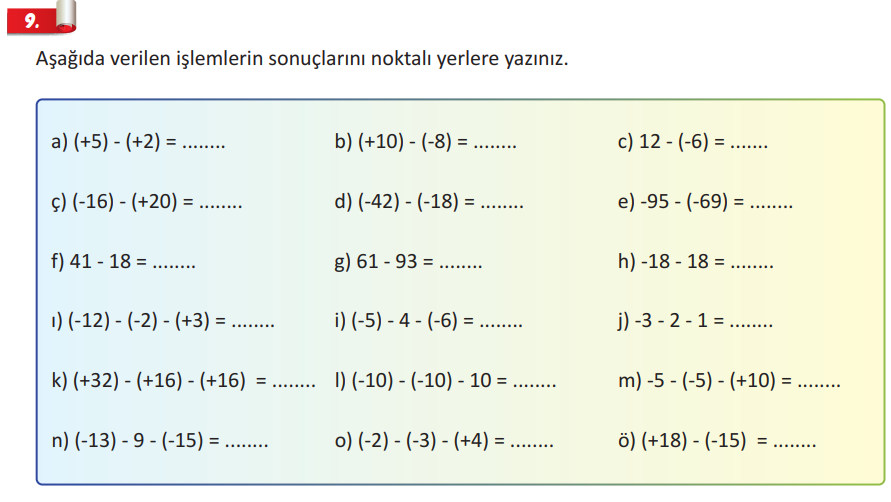 9.
Aşağıda verilen işlemlerin sonuçlarını noktalı yerlere yazınız.
a) (+5) - (+2) = ........ b) (+10) - (-8) = ........ c) 12 - (-6) = .......
ç) (-16) - (+20) = ........ d) (-42) - (-18) = ........ e) -95 - (-69) = ........
f) 41 - 18 = ........ g) 61 - 93 = ........ h) -18 - 18 = ........
ı) (-12) - (-2) - (+3) = ........ i) (-5) - 4 - (-6) = ........ j) -3 - 2 - 1 = ........
k) (+32) - (+16) - (+16) = ........ l) (-10) - (-10) - 10 = ........ m) -5 - (-5) - (+10) = ........
n) (-13) - 9 - (-15) = ........ o) (-2) - (-3) - (+4) = ........ ö) (+18) - (-15) = ........